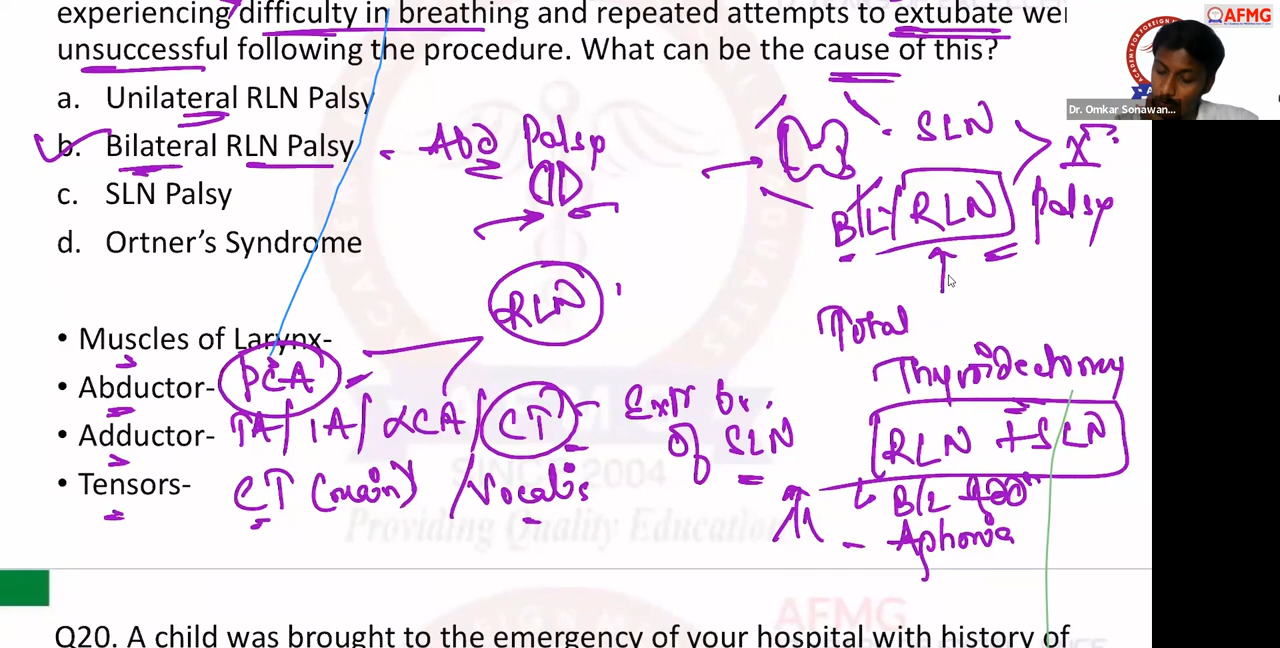 experiencing difficulty in breathing and repeated attempts to extubate wer
unsuccessful following the procedure. What can be the cause of this?
a. Unilateral RLN Palsy
b. Bilateral RLN Palsy - Abd Palsy
c. SLN Palsy
d. Ortner's Syndrome
SLN
B/L RLN
Palsy
RLN
Total
Thyroidectomy
RLN + SLN
B/L
Aphonia
• Muscles of Larynx-
• Abductor- PCA
• Adductor- TA/ IA/ LCA/ CT - Ext br. of SLN
• Tensors- CT (main) / Vocalis
SINCE 2004
Providing Quality Education
Q20. A child was brought to the emergency of your hospital with history of
AFMG
Dr. Omkar Sonawan...
AFMG